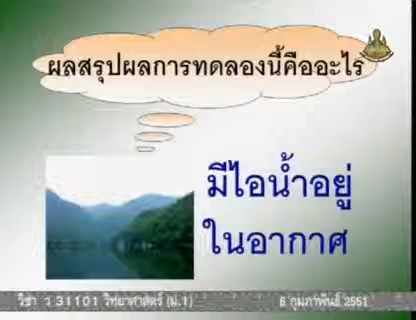 ผลสรุปผลการทดลองนี้คืออะไร
มีไอน้ำอยู่
ในอากาศ
วิชา ว 31101 วิทยาศาสตร์ (ม.1) 6 กุมภาพันธ์ 2551